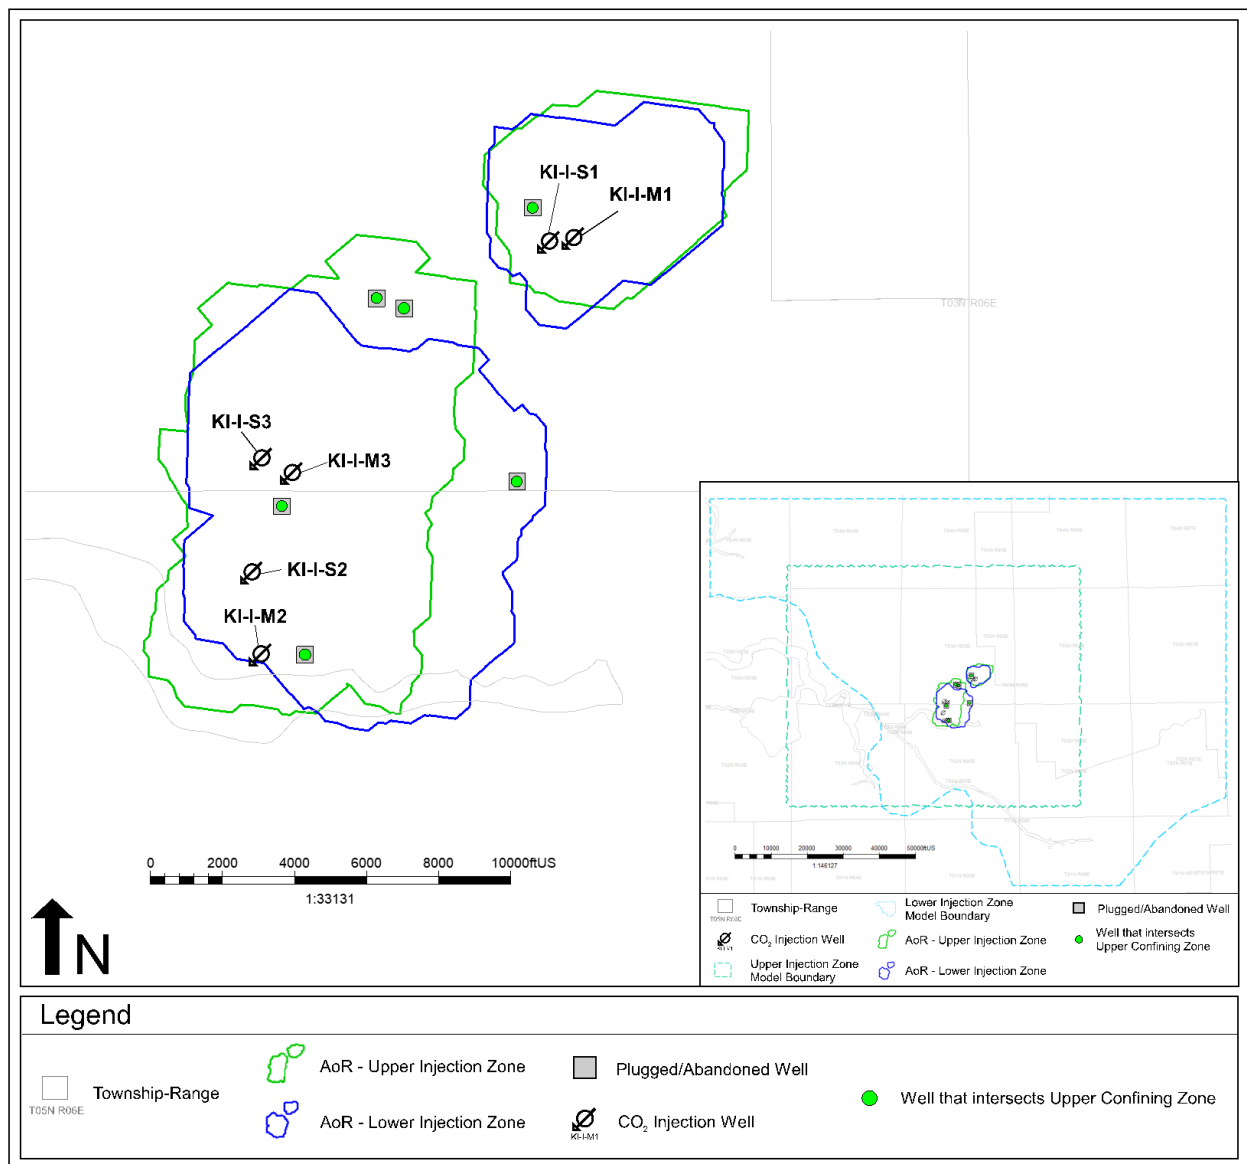 KI-I-S1
KI-I-M1
T03N R06E
KI-I-S3
KI-I-M3
KI-I-S2
KI-I-M2
0 2000 4000 6000 8000 10000ftUS
1:33131
N
0 10000 20000 30000 40000 50000ftUS
1:146127
Township-Range
T05N R06E
CO₂ Injection Well
Upper Injection Zone
Model Boundary
Lower Injection Zone
Model Boundary
AoR - Upper Injection Zone
AoR - Lower Injection Zone
Plugged/Abandoned Well
Well that intersects
Upper Confining Zone
Legend
Township-Range
T05N R06E
AoR - Upper Injection Zone
AoR - Lower Injection Zone
Plugged/Abandoned Well
CO₂ Injection Well
KI-I-M1
Well that intersects Upper Confining Zone